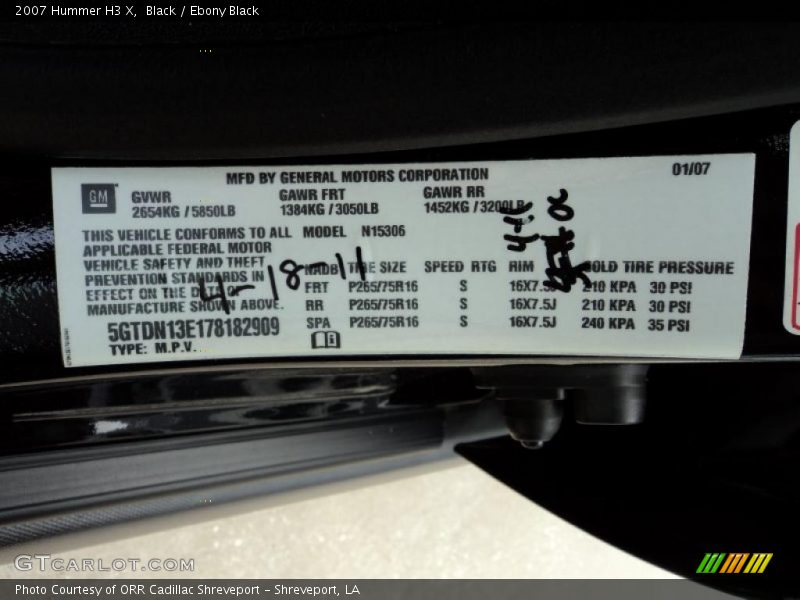 2007 Hummer H3 X,  Black / Ebony Black
MFD BY GENERAL MOTORS CORPORATION 01/07
GM
GVWR GAWR FRT GAWR RR
2654KG / 5850LB 1384KG / 3050LB 1452KG / 3200LB
THIS VEHICLE CONFORMS TO ALL MODEL N15306
APPLICABLE FEDERAL MOTOR
VEHICLE SAFETY AND THEFT
PREVENTION STANDARDS IN
EFFECT ON THE DATE OF
MANUFACTURE SHOWN ABOVE.
4-18-11
5GTDN13E178182909
TYPE: M.P.V.
TIRE SIZE SPEED RTG RIM COLD TIRE PRESSURE
FRT P265/75R16 S 16X7.5J 210 KPA 30 PSI
RR P265/75R16 S 16X7.5J 210 KPA 30 PSI
SPA P265/75R16 S 16X7.5J 240 KPA 35 PSI
GTCARLOT.COM
Photo Courtesy of ORR Cadillac Shreveport – Shreveport, LA